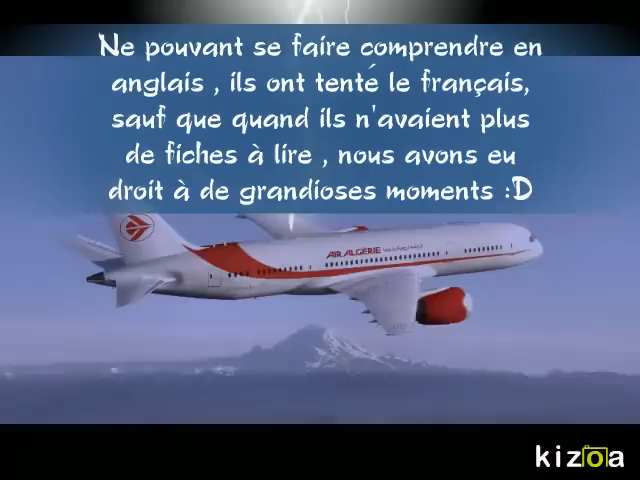 Ne pouvant se faire comprendre en
anglais , ils ont tenté le français,
sauf que quand ils n'avaient plus
de fiches à lire , nous avons eu
droit à de grandioses moments :D
AIR ALGÉRIE
kizoa